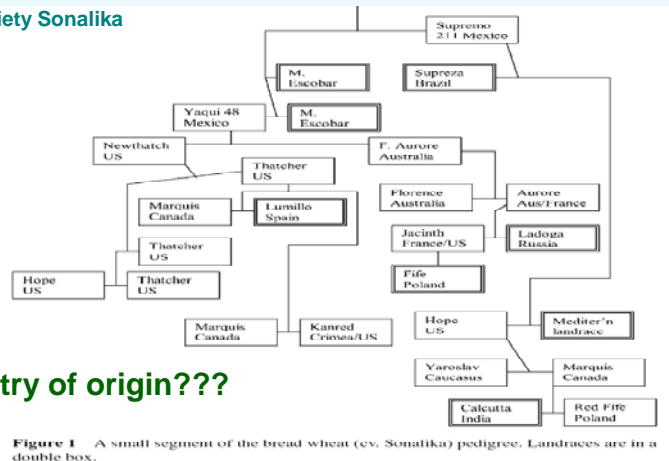 iety Sonalika
Supremo
211 Mexico
M.
Escobar
Supreza
Brazil
Yaqui 48
Mexico
M.
Escobar
Newthatch
US
F. Aurore
Australia
Thatcher
US
Marquis
Canada
Lumillo
Spain
Florence
Australia
Aurore
Aus/France
Jacinth
France/US
Ladoga
Russia
Thatcher
US
Fife
Poland
Hope
US
Thatcher
US
Marquis
Canada
Kanred
Crimea/US
Hope
US
Mediter'n
landrace
Yaroslav
Caucasus
Marquis
Canada
try of origin???
Calcutta
India
Red Fife
Poland
Figure 1 A small segment of the bread wheat (cv. Sonalika) pedigree. Landraces are in a
double box.